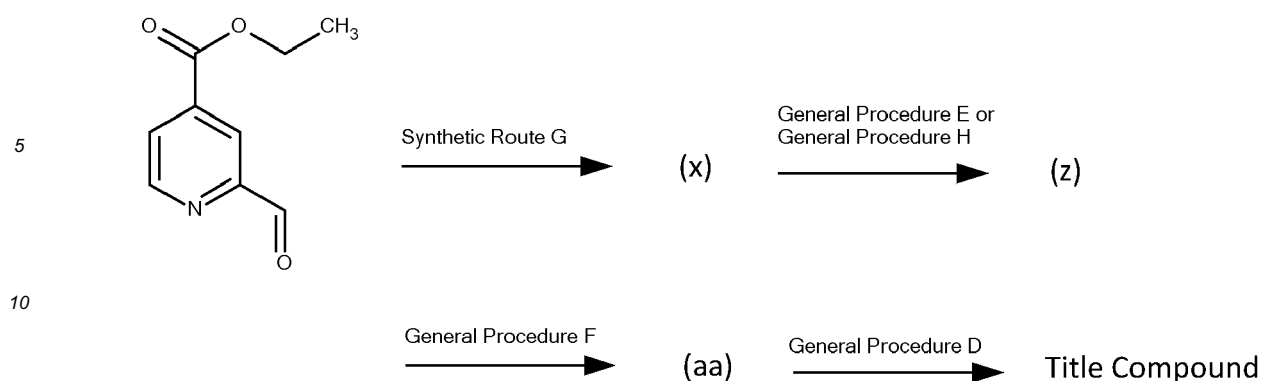 O O CH3
General Procedure E or
General Procedure H
5 Synthetic Route G (x) (z)
N
O
10
General Procedure F (aa) General Procedure D Title Compound